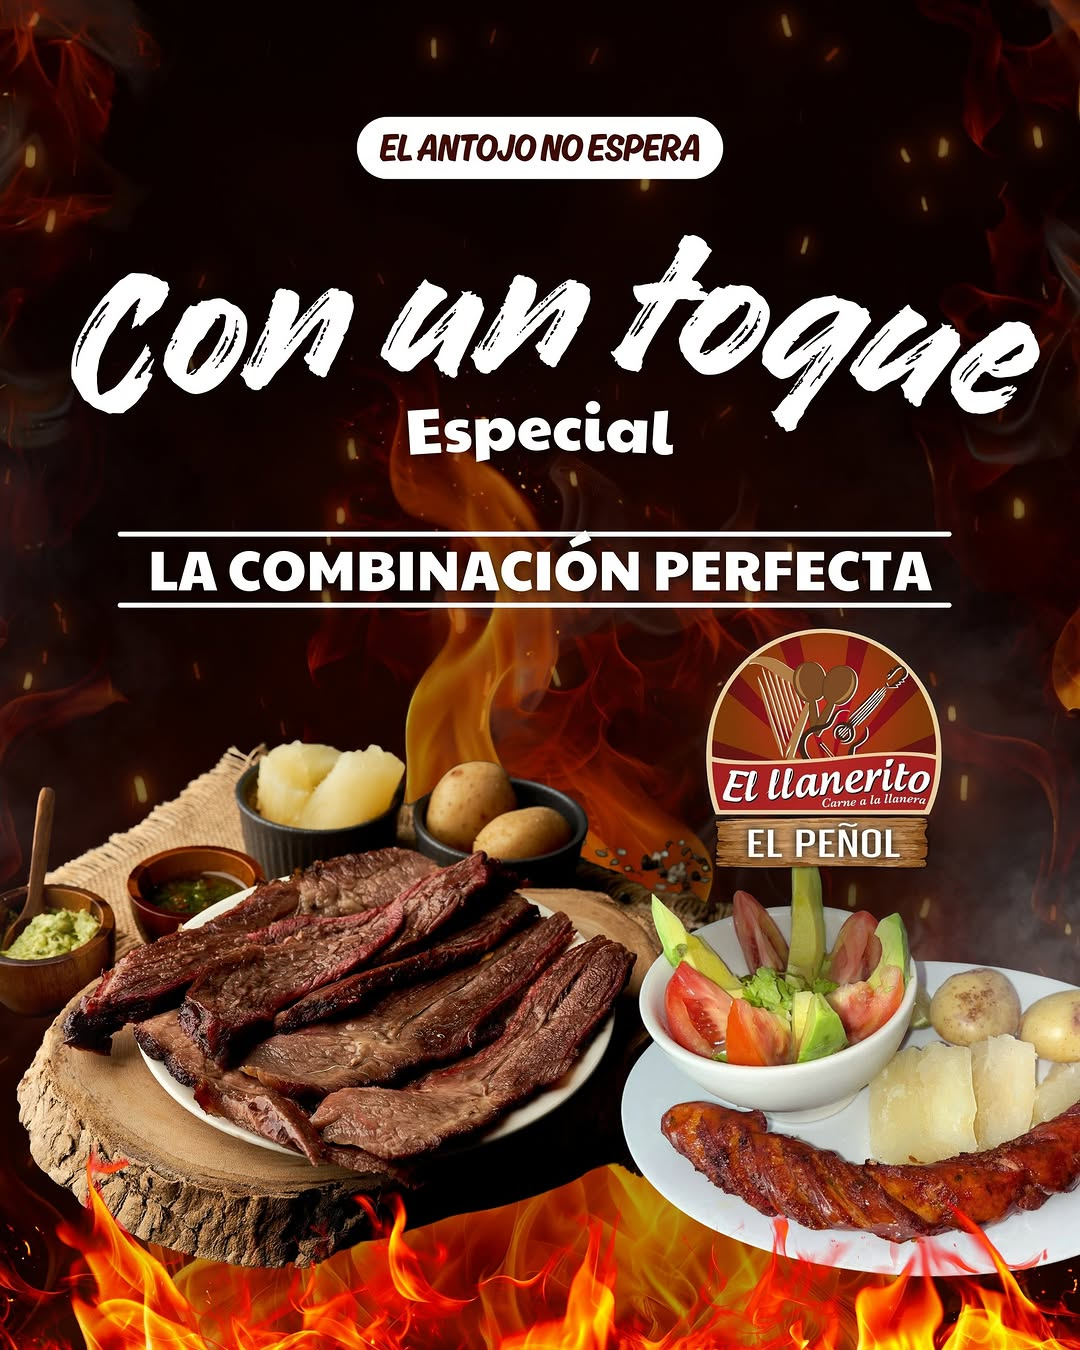 EL ANTOJO NO ESPERA
Con un toque
Especial
LA COMBINACIÓN PERFECTA
El llanerito
Carne a la llanera
EL PEÑOL